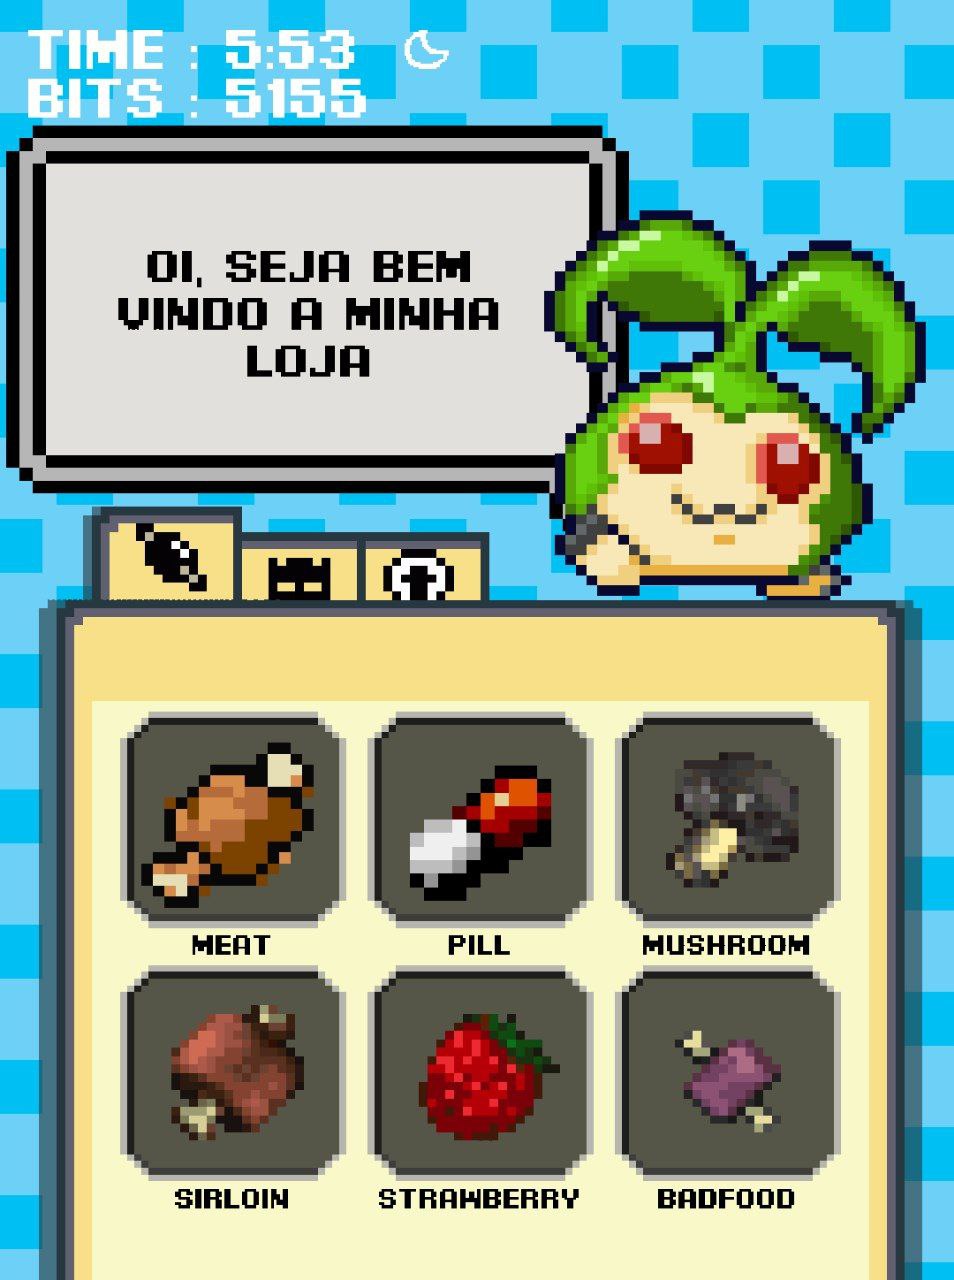 TIME : 5:53
BITS : 5155
OI, SEJA BEM
VINDO A MINHA
LOJA
MEAT
PILL
MUSHROOM
SIRLOIN
STRAWBERRY
BADFOOD